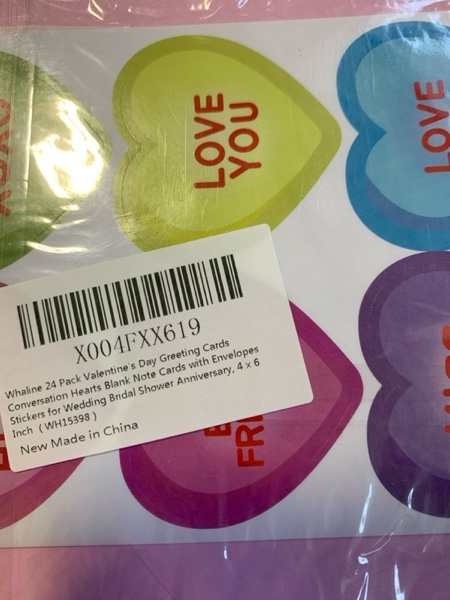 XOXO
LOVE
YOU
LOVE
X004FXX619
Whaline 24 Pack Valentine's Day Greeting Cards
Conversation Hearts Blank Note Cards with Envelopes
Stickers for Wedding Bridal Shower Anniversary, 4 x 6
Inch ( WH15398 )
New Made in China